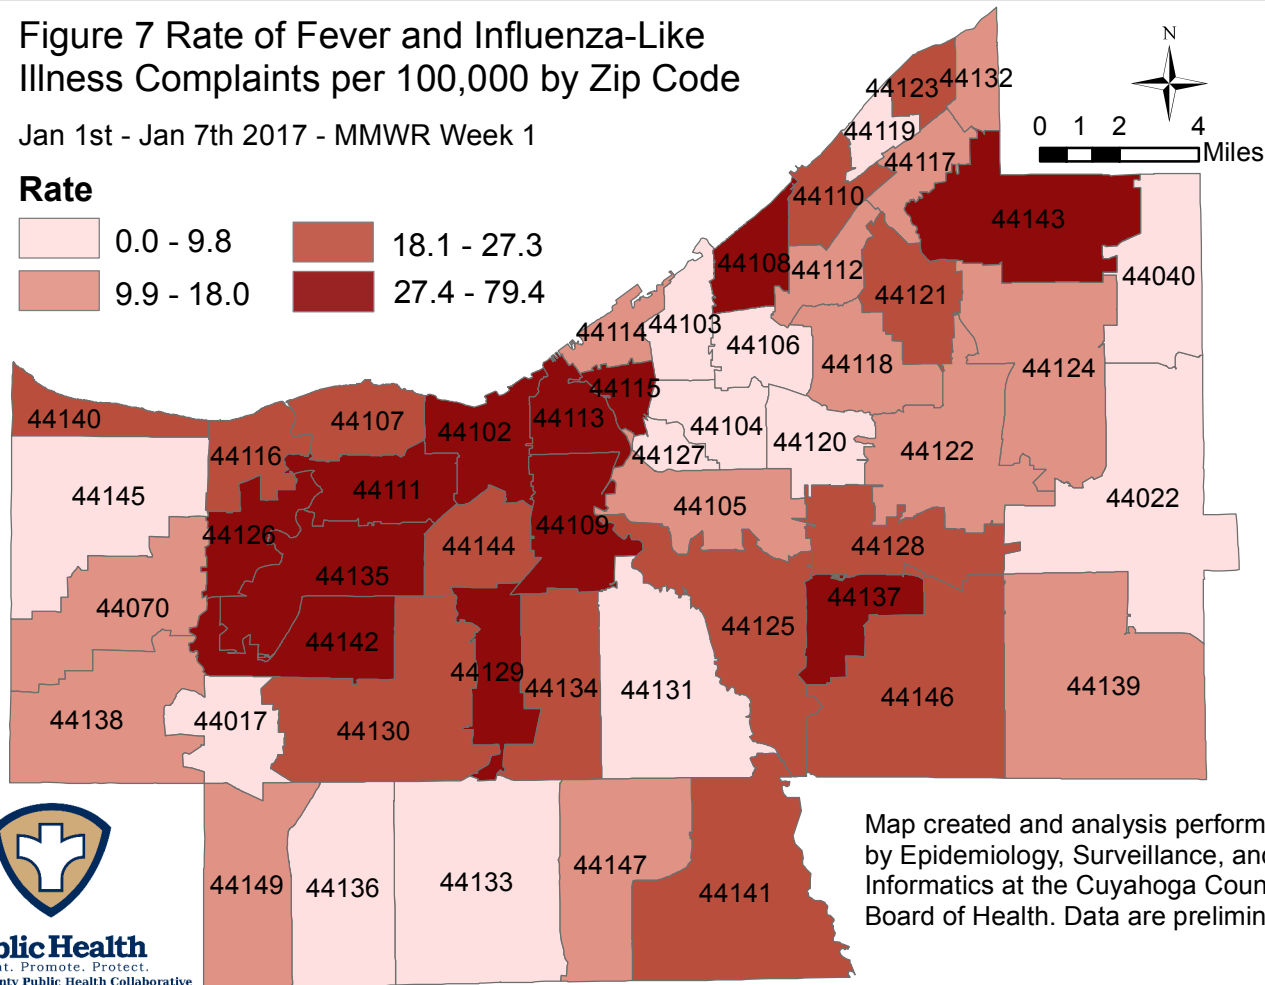 Figure 7 Rate of Fever and Influenza-Like
Illness Complaints per 100,000 by Zip Code
Jan 1st - Jan 7th 2017 - MMWR Week 1
Rate
0.0 - 9.8
18.1 - 27.3
9.9 - 18.0
27.4 - 79.4
N
0 1 2 4
Miles
44123
44132
44119
44117
44110
44143
44108
44112
44040
44121
44114
44103
44106
44118
44124
44115
44140
44107
44102
44113
44104
44120
44116
44127
44122
44145
44111
44022
44105
44126
44109
44144
44128
44135
44137
44070
44125
44142
44129
44134
44131
44146
44139
44138
44017
44130
44149
44136
44133
44147
44141
Map created and analysis perform
by Epidemiology, Surveillance, and
Informatics at the Cuyahoga Coun
Board of Health. Data are prelimin
blic Health
nt. Promote. Protect.
nty Public Health Collaborative